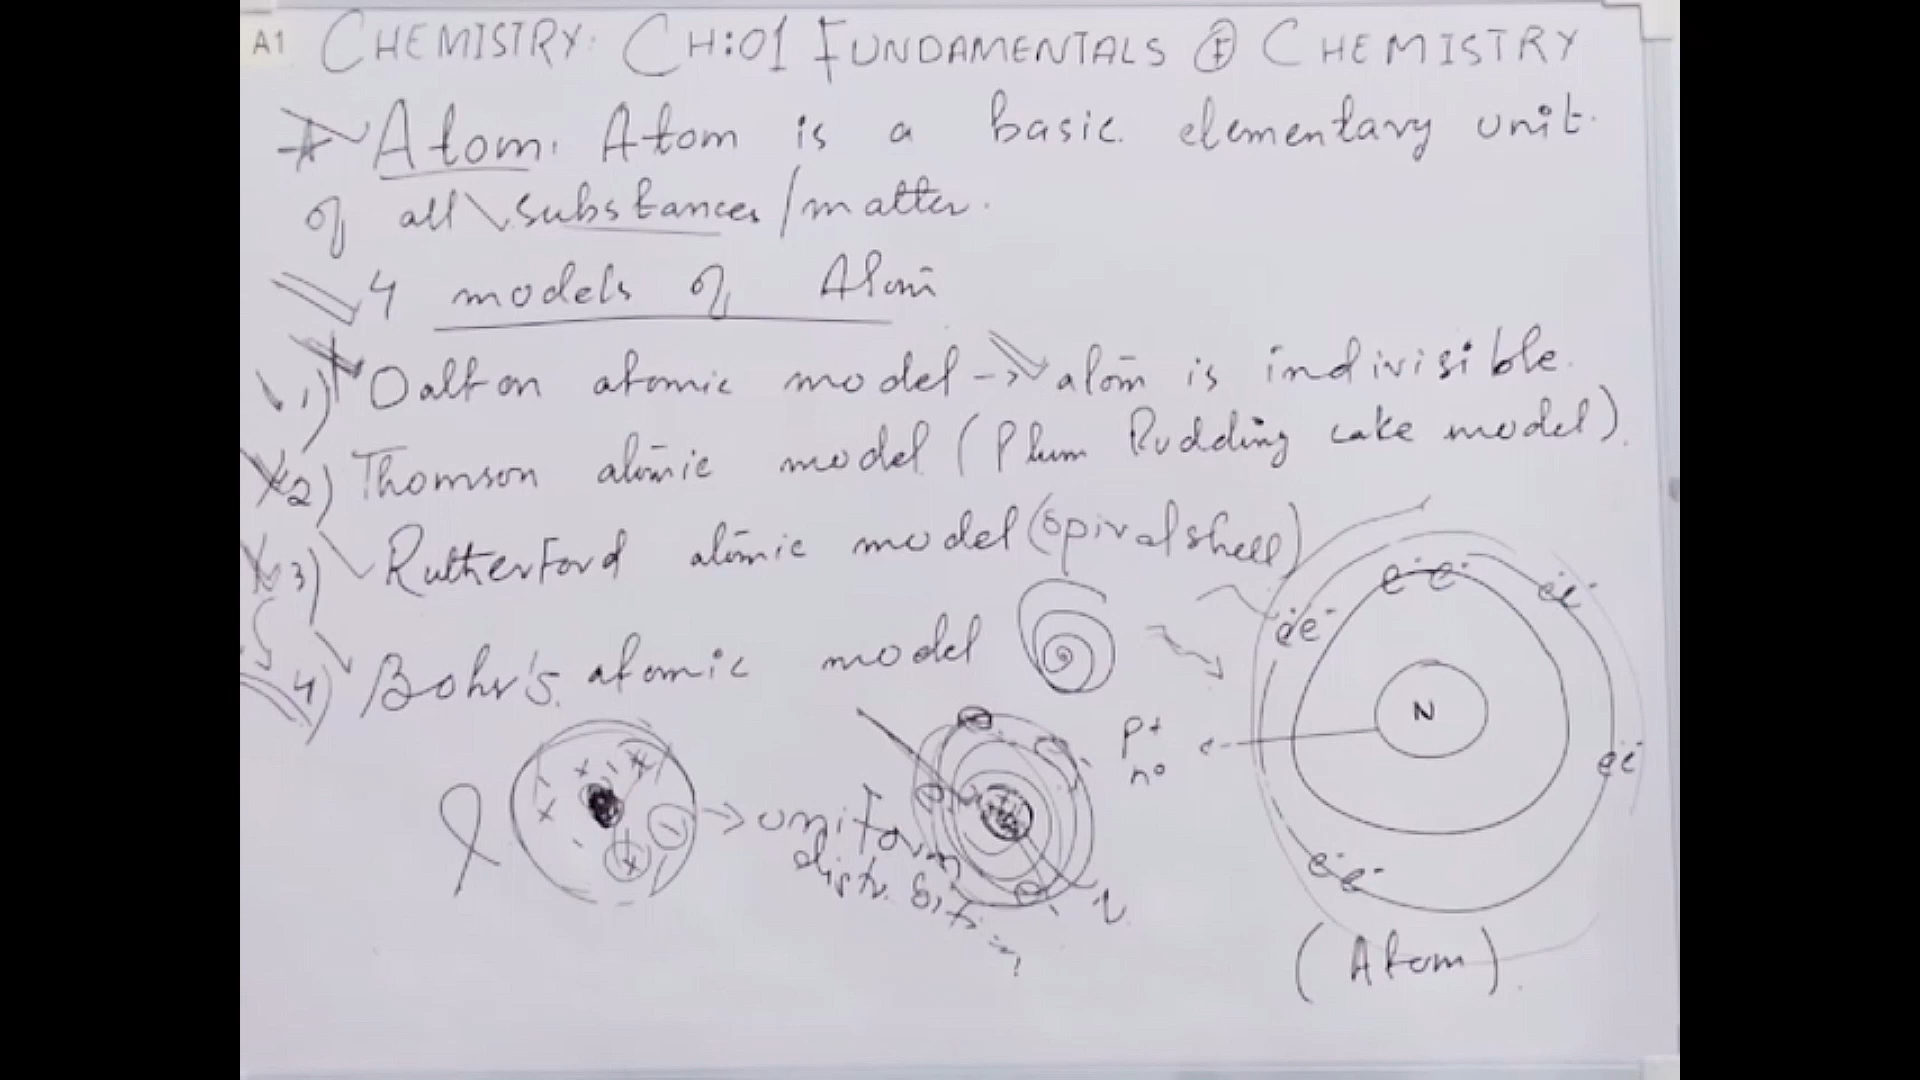 A1 CHEMISTRY: CH:01 FUNDAMENTALS OF CHEMISTRY
Atom: Atom is a basic elementary unit
of all substances/matter.
4 models of Atom
1) Dalton atomic model -> atom is indivisible.
2) Thomson atomic model (Plum Pudding cake model).
3) Rutherford atomic model (spiral shell)
4) Bohr's atomic model
e- e-
e- e-
e- e-
N
P+
n°
e- e-
-> uniform
distribution
e- e-
(Atom).